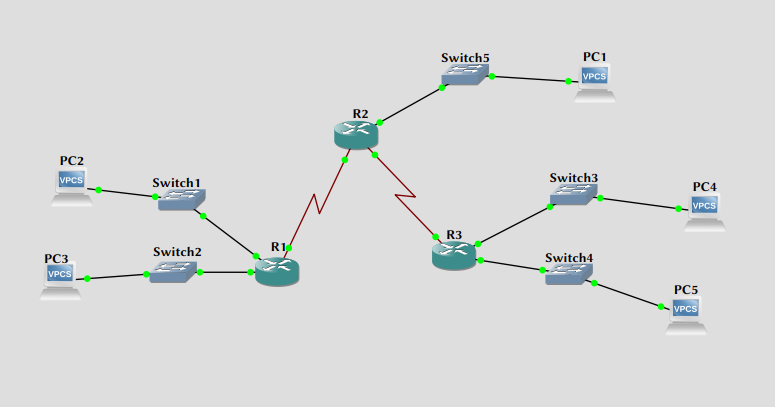 Switch5
PC1
VPCS
R2
PC2
VPCS
Switch1
Switch3
PC4
VPCS
R3
R1
Switch2
PC3
VPCS
Switch4
PC5
VPCS